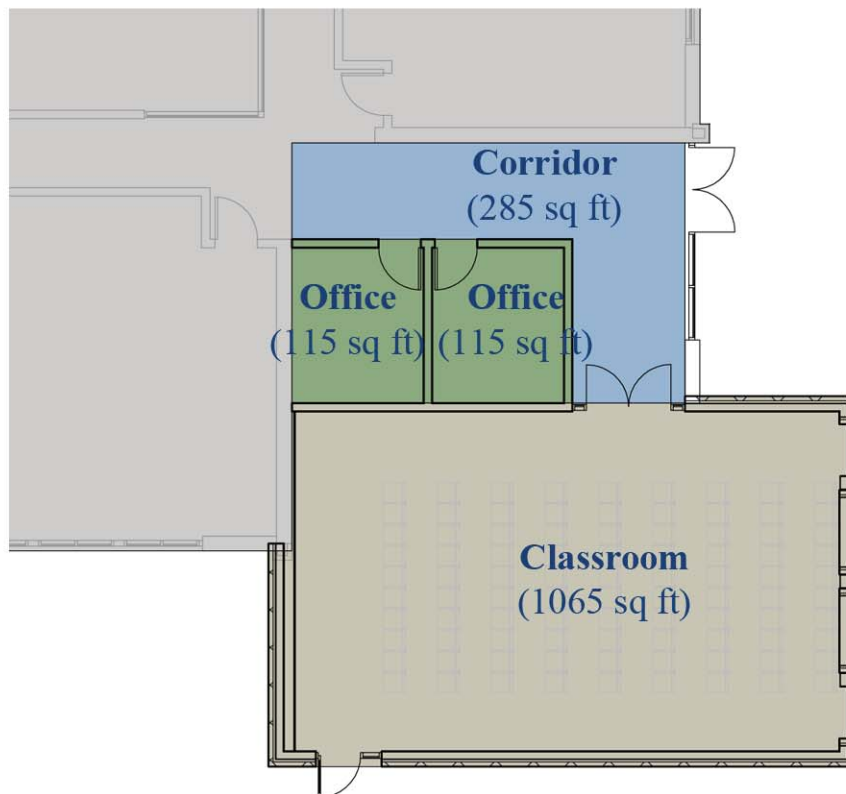 Corridor
(285 sq ft)
Office
(115 sq ft)
Office
(115 sq ft)
Classroom
(1065 sq ft)